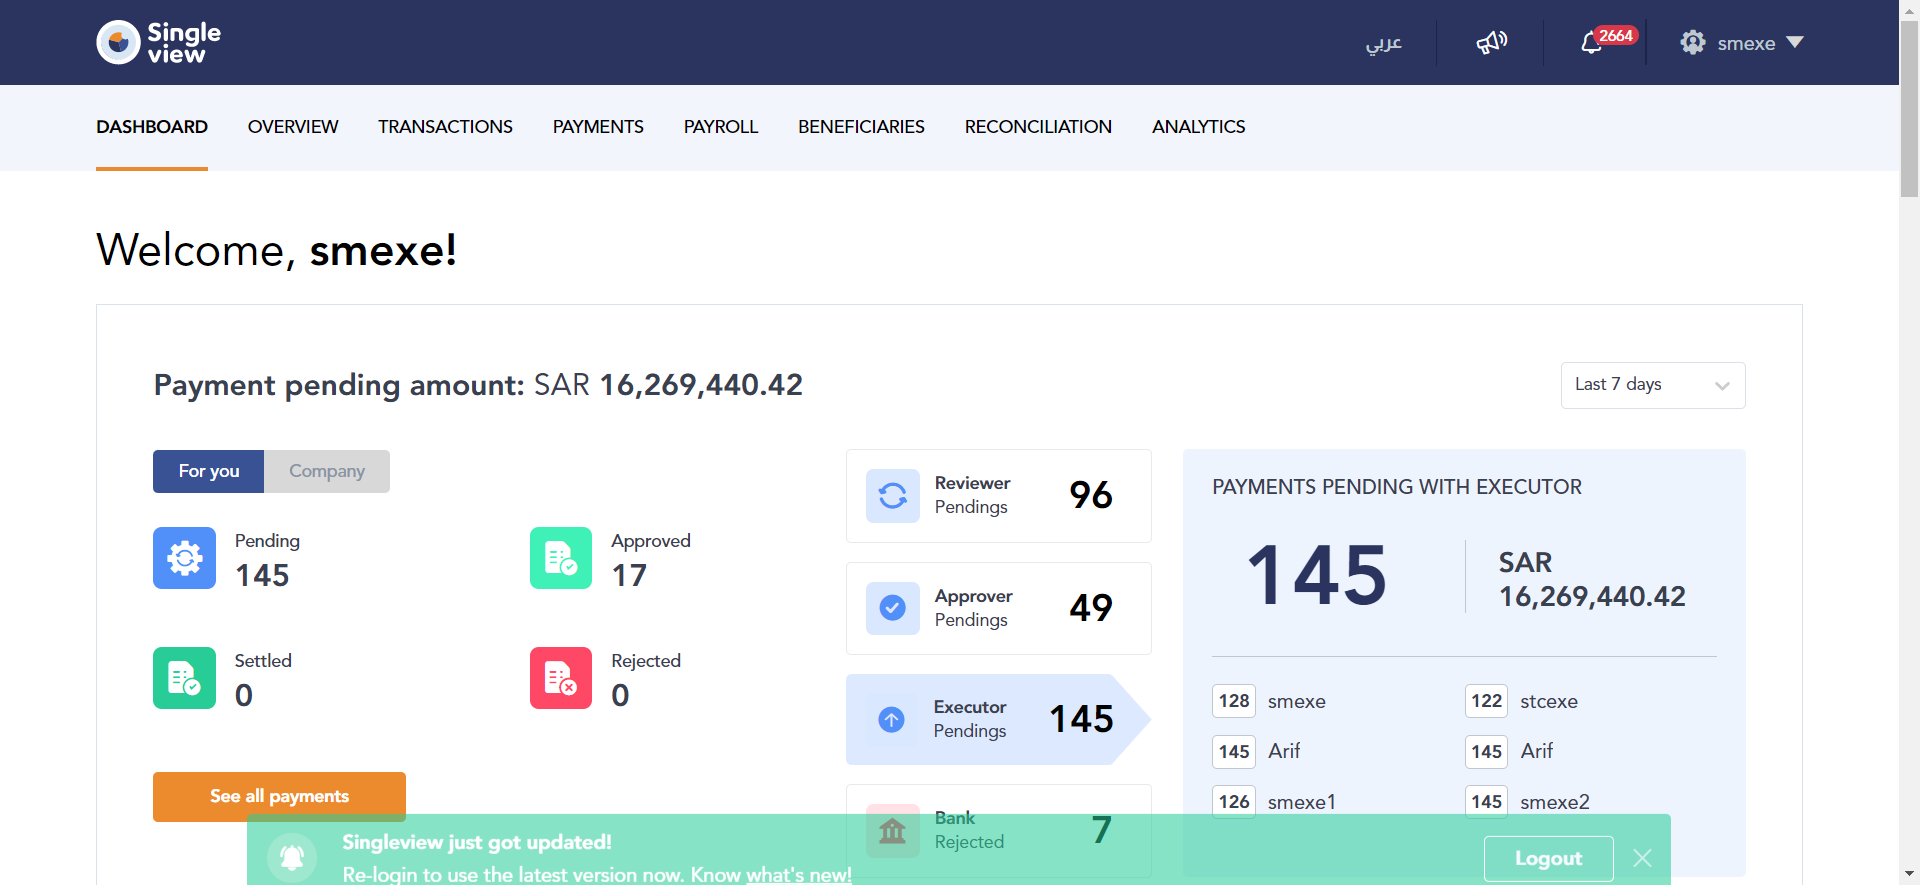 Single
view
عربي
2664
smexe
DASHBOARD
OVERVIEW
TRANSACTIONS
PAYMENTS
PAYROLL
BENEFICIARIES
RECONCILIATION
ANALYTICS
Welcome, smexe!
Payment pending amount: SAR 16,269,440.42
Last 7 days
For you
Company
Pending
145
Approved
17
Settled
0
Rejected
0
See all payments
Reviewer
Pendings
96
Approver
Pendings
49
Executor
Pendings
145
Bank
Rejected
7
PAYMENTS PENDING WITH EXECUTOR
145
SAR
16,269,440.42
128 smexe
122 stcexe
145 Arif
145 Arif
126 smexe1
145 smexe2
Singleview just got updated!
Re-login to use the latest version now. Know what's new!
Logout